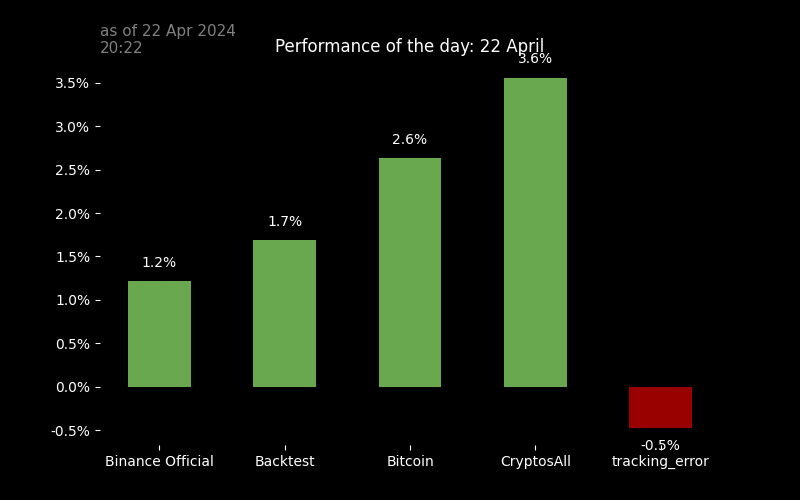 as of 22 Apr 2024
20:22
Performance of the day: 22 April
3.5%
3.0%
2.5%
2.0%
1.5%
1.0%
0.5%
0.0%
-0.5%
1.2%
1.7%
2.6%
3.6%
-0.5%
Binance Official
Backtest
Bitcoin
CryptosAll
tracking_error